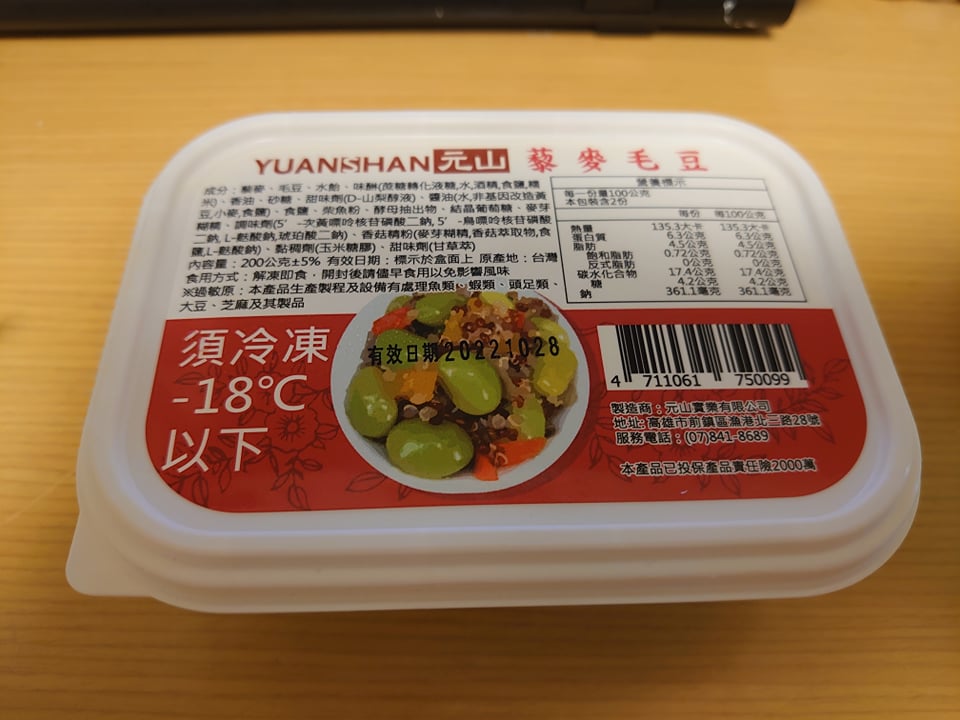 YUANSHAN元山 藜麥毛豆
成分：藜麥、毛豆、水飴、味醂(蔗糖轉化液糖,水,酒精,食鹽,糯
米)、香油、砂糖、甜味劑(D-山梨醇液)、醬油(水,非基因改造黃
豆,小麥,食鹽)、食鹽、柴魚粉、酵母抽出物、結晶葡萄糖、麥芽
糊精、調味劑(5'-次黃嘌呤核苷磷酸二鈉,5'-鳥嘌呤核苷磷酸
二鈉,L-麩酸鈉,琥珀酸二鈉)、香菇精粉(麥芽糊精,香菇萃取物,食
鹽,L-麩酸鈉)、黏稠劑(玉米糖膠)、甜味劑(甘草萃)
內容量：200公克±5% 有效日期：標示於盒面上 原產地：台灣
食用方式：解凍即食，開封後請儘早食用以免影響風味
※過敏原：本產品生產製程及設備有處理魚類、蝦類、頭足類、
大豆、芝麻及其製品
營養標示
每一份量100公克
本包裝含2份
每份 每100公克
熱量 135.3大卡 135.3大卡
蛋白質 6.3公克 6.3公克
脂肪 4.5公克 4.5公克
飽和脂肪 0.72公克 0.72公克
反式脂肪 0公克 0公克
碳水化合物 17.4公克 17.4公克
糖 4.2公克 4.2公克
鈉 361.1毫克 361.1毫克
須冷凍
-18℃
以下
有效日期20221028
4 711061 750099
製造商：元山實業有限公司
地址:高雄市前鎮區漁港北二路28號
服務電話：(07)841-8689
本產品已投保產品責任險2000萬